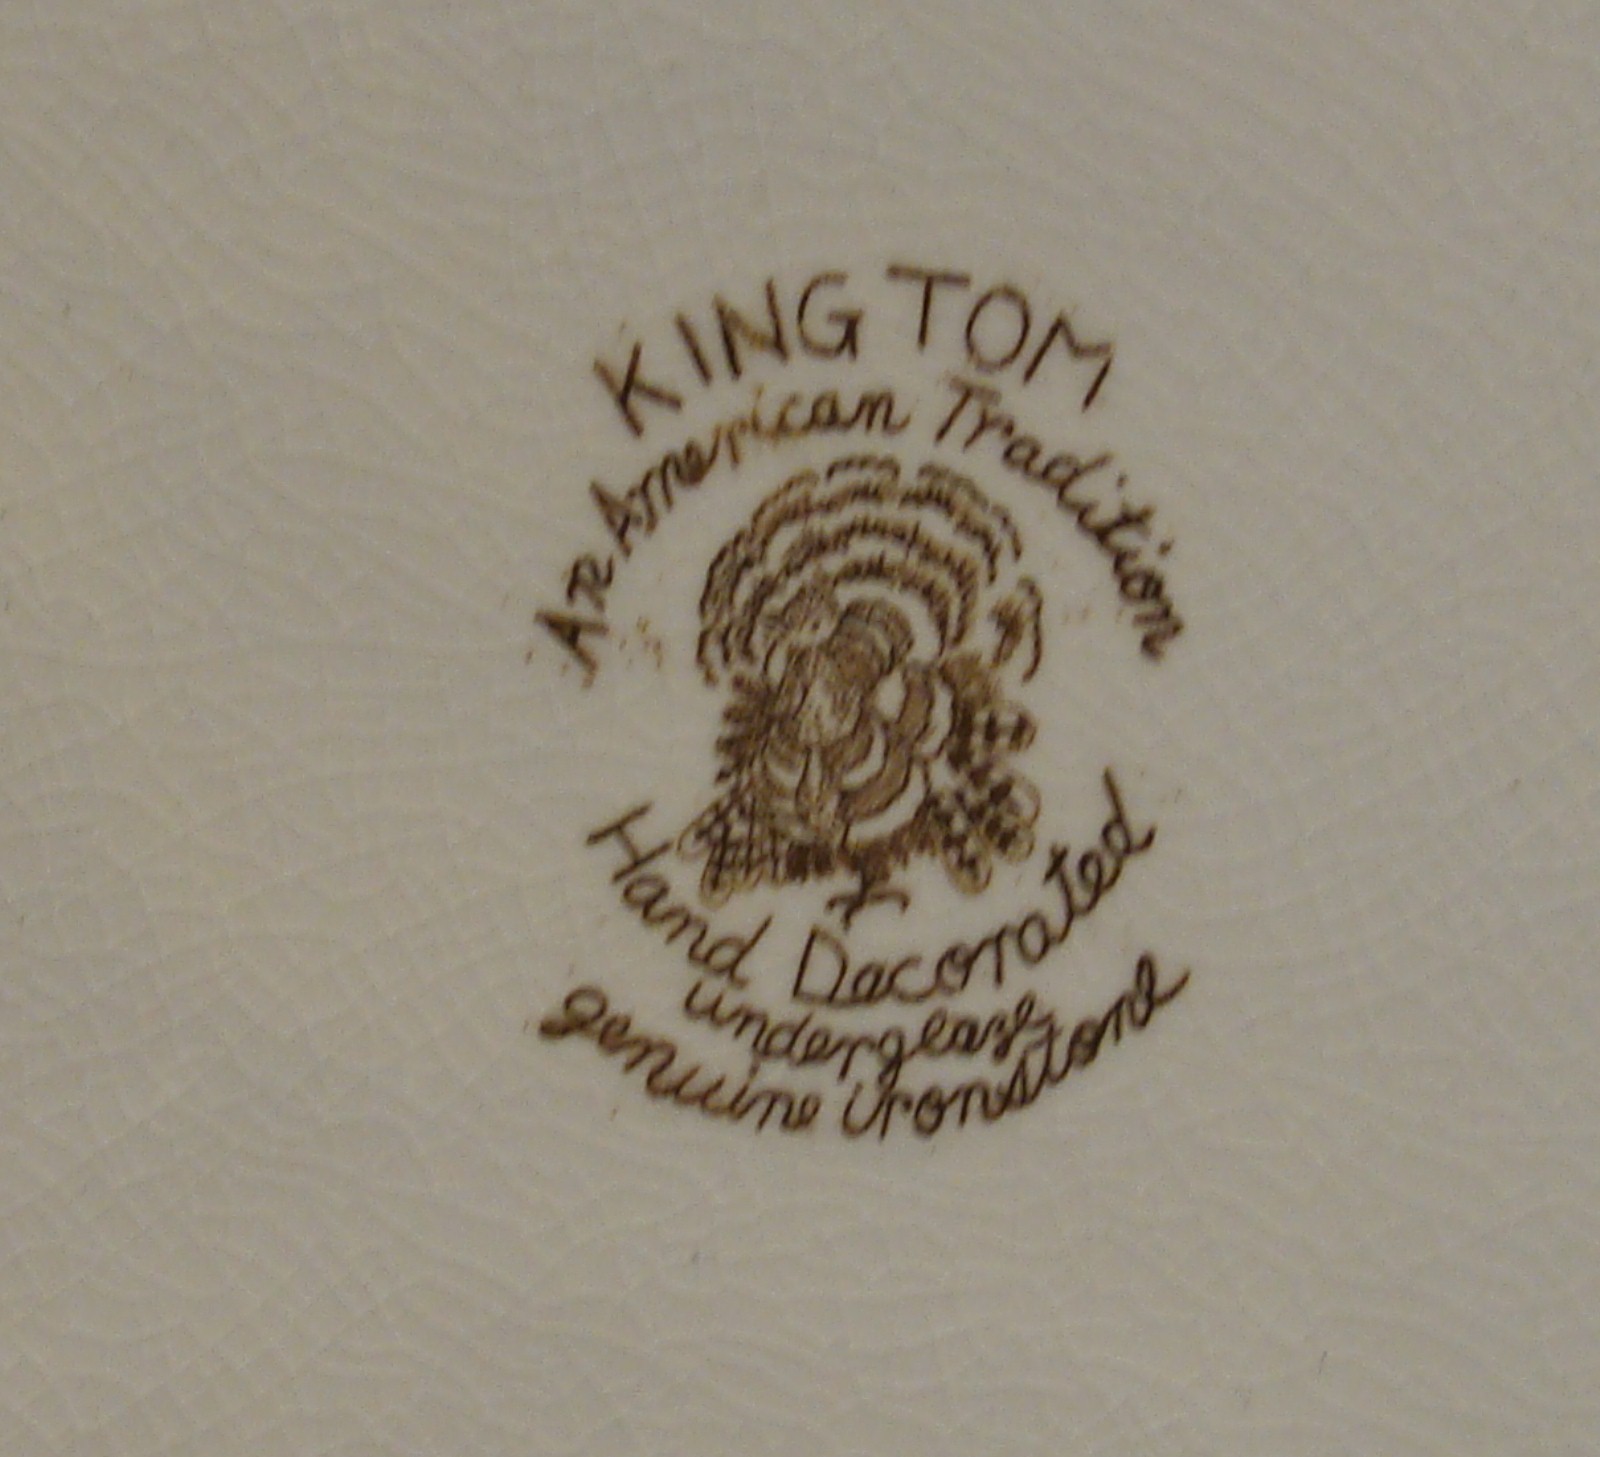 KING TOM
An American Tradition
Hand Decorated
underglaze
genuine ironstone